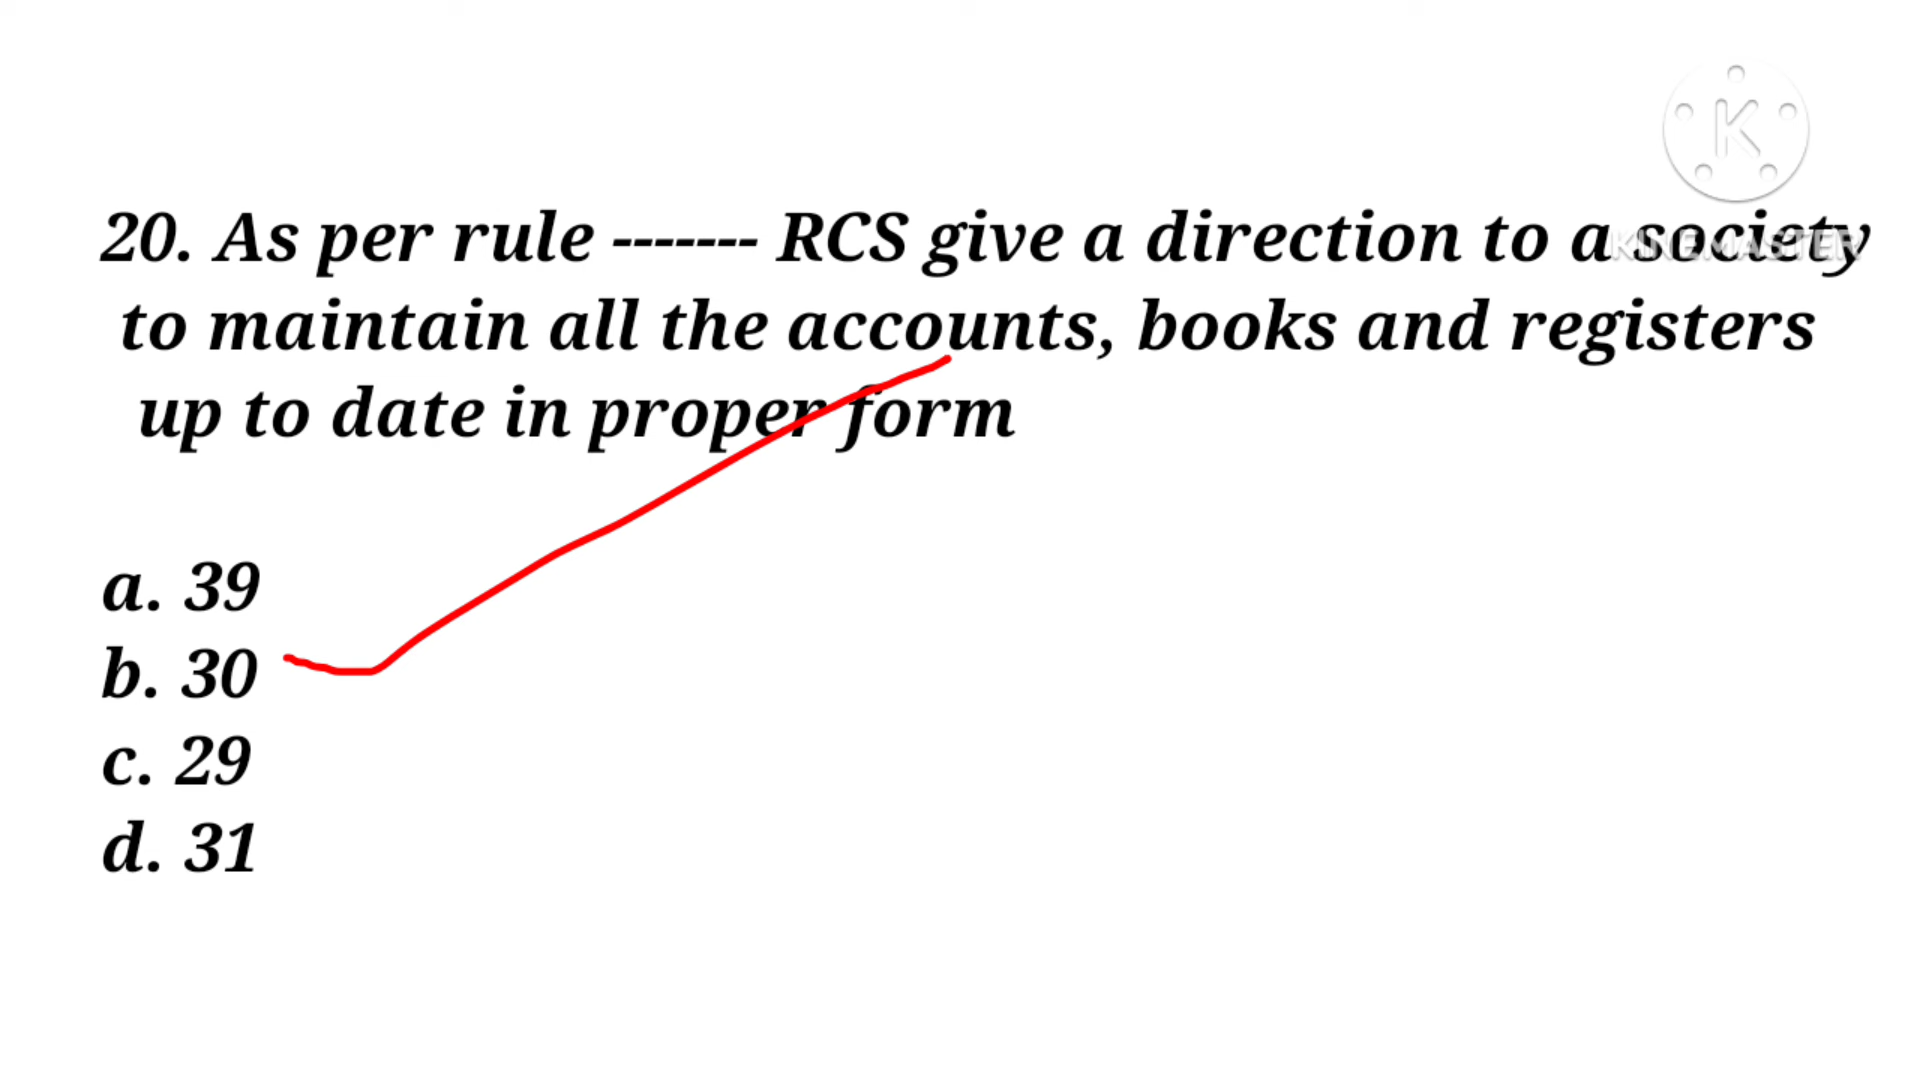 KINEMASTER
20. As per rule ------- RCS give a direction to a society
to maintain all the accounts, books and registers
up to date in proper form
a. 39
b. 30
c. 29
d. 31